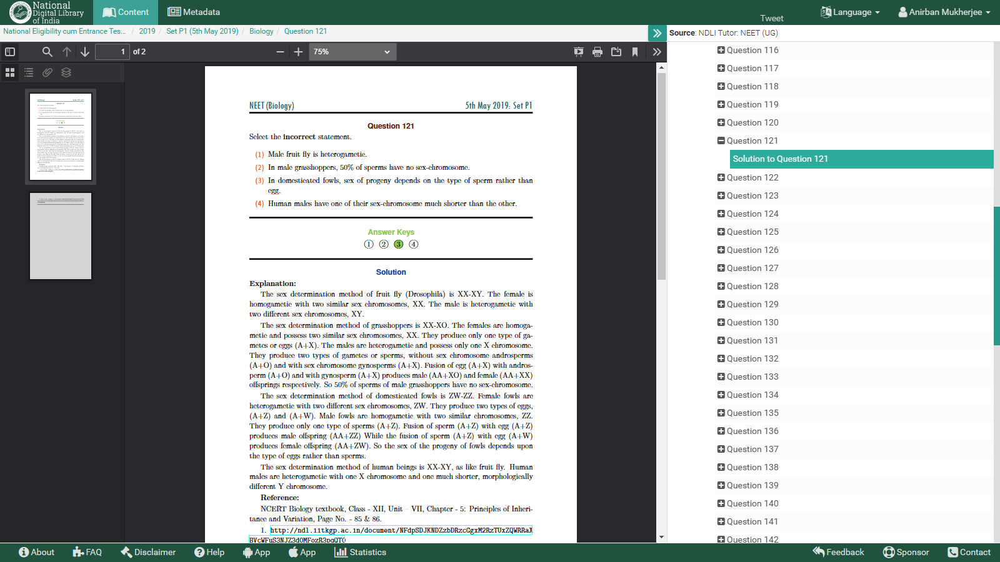 National
Digital Library
of India
Content
Metadata
Tweet
Language
Anirban Mukherjee
National Eligibility cum Entrance Tes... / 2019 / Set P1 (5th May 2019) / Biology / Question 121
Source: NDLI Tutor: NEET (UG)
1 of 2
75%
NEET (Biology)
5th May 2019: Set P1
Question 121
Select the incorrect statement.
(1) Male fruit fly is heterogametic.
(2) In male grasshoppers, 50% of sperms have no sex-chromosome.
(3) In domesticated fowls, sex of progeny depends on the type of sperm rather than
egg.
(4) Human males have one of their sex-chromosome much shorter than the other.
Answer Keys
1 2 3 4
Solution
Explanation:
The sex determination method of fruit fly (Drosophila) is XX-XY. The female is
homogametic with two similar sex chromosomes, XX. The male is heterogametic with
two different sex chromosomes, XY.
The sex determination method of grasshoppers is XX-XO. The females are homoga-
metic and possess two similar sex chromosomes, XX. They produce only one type of ga-
metes or eggs (A+X). The males are heterogametic and possess only one X chromosome.
They produce two types of gametes or sperms, without sex chromosome androsperms
(A+O) and with sex chromosome gynosperms (A+X). Fusion of egg (A+X) with andros-
perm (A+O) and with gynosperm (A+X) produces male (AA+XO) and female (AA+XX)
offsprings respectively. So 50% of sperms of male grasshoppers have no sex-chromosome.
The sex determination method of domesticated fowls is ZW-ZZ. Female fowls are
heterogametic with two different sex chromosomes, ZW. They produce two types of eggs,
(A+Z) and (A+W). Male fowls are homogametic with two similar chromosomes, ZZ.
They produce only one type of sperms (A+Z). Fusion of sperm (A+Z) with egg (A+Z)
produces male offspring (AA+ZZ) While the fusion of sperm (A+Z) with egg (A+W)
produces female offspring (AA+ZW). So the sex of the progeny of fowls depends upon
the type of eggs rather than sperms.
The sex determination method of human beings is XX-XY, as like fruit fly. Human
males are heterogametic with one X chromosome and one much shorter, morphologically
different Y chromosome.
Reference:
NCERT Biology textbook, Class - XII, Unit – VII, Chapter - 5: Principles of Inheri-
tance and Variation, Page No. - 85 & 86.
1. http://ndl.iitkgp.ac.in/document/NFdpSDJKNDZzbDRzcGgxM2RzTUxZQWRRaX
Question 116
Question 117
Question 118
Question 119
Question 120
Question 121
Solution to Question 121
Question 122
Question 123
Question 124
Question 125
Question 126
Question 127
Question 128
Question 129
Question 130
Question 131
Question 132
Question 133
Question 134
Question 135
Question 136
Question 137
Question 138
Question 139
Question 140
Question 141
Question 142
About
FAQ
Disclaimer
Help
App
App
Statistics
Feedback
Sponsor
Contact